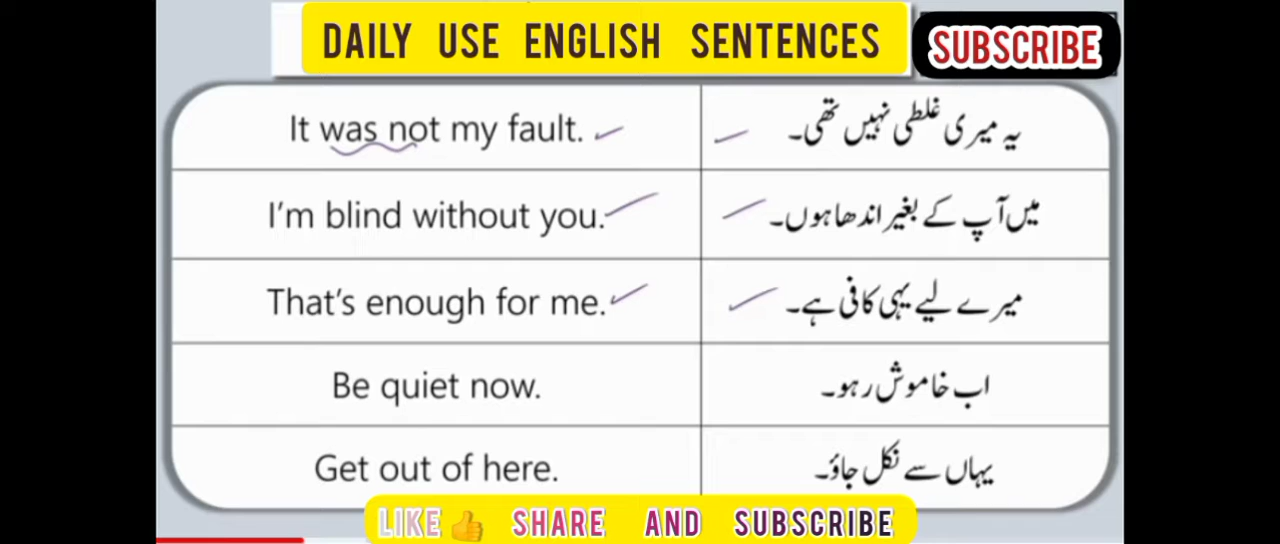 DAILY USE ENGLISH SENTENCES
SUBSCRIBE
It was not my fault.
یہ میری غلطی نہیں تھی۔
I'm blind without you.
میں آپ کے بغیر اندھا ہوں۔
That's enough for me.
میرے لیے یہی کافی ہے۔
Be quiet now.
اب خاموش رہو۔
Get out of here.
یہاں سے نکل جاؤ۔
LIKE 👍 SHARE AND SUBSCRIBE